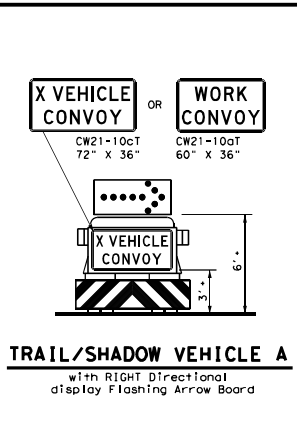 X VEHICLE
CONVOY
OR
WORK
CONVOY
CW21-10cT
72" X 36"
CW21-10aT
60" X 36"
X VEHICLE
CONVOY
3'±
6'±
TRAIL/SHADOW VEHICLE A
with RIGHT Directional
display Flashing Arrow Board